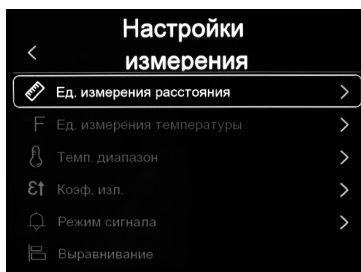 Настройки
измерения
Ед. измерения расстояния
F Ед. измерения температуры
Темп. диапазон
Ɛ↑ Коэф. изл.
Режим сигнала
Выравнивание